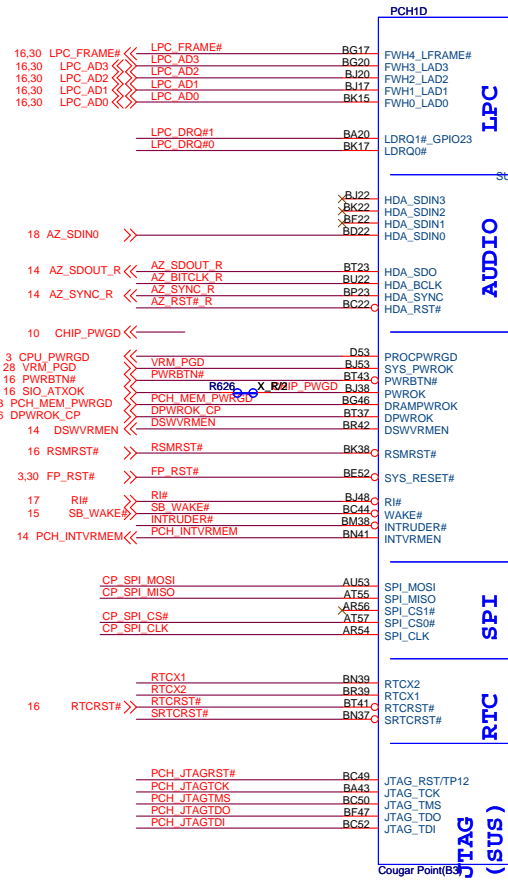 PCH1D
16,30 LPC_FRAME# LPC_FRAME# BG17 FWH4_LFRAME#
16,30 LPC_AD3 LPC_AD3 BG20 FWH3_LAD3
16,30 LPC_AD2 LPC_AD2 BJ20 FWH2_LAD2
16,30 LPC_AD1 LPC_AD1 BJ17 FWH1_LAD1
16,30 LPC_AD0 LPC_AD0 BK15 FWH0_LAD0
LPC
LPC_DRQ#1 BA20 LDRQ1#_GPIO23
LPC_DRQ#0 BK17 LDRQ0#
BJ22 HDA_SDIN3
BK22 HDA_SDIN2
BF22 HDA_SDIN1
18 AZ_SDIN0 BD22 HDA_SDIN0
AUDIO
14 AZ_SDOUT_R AZ_SDOUT_R BT23 HDA_SDO
AZ_BITCLK_R BU22 HDA_BCLK
14 AZ_SYNC_R AZ_SYNC_R BP23 HDA_SYNC
AZ_RST#_R BC22 HDA_RST#
10 CHIP_PWGD
3 CPU_PWRGD D53 PROCPWRGD
28 VRM_PGD VRM_PGD BJ53 SYS_PWROK
16 PWRBTN# PWRBTN# BT43 PWRBTN#
16 SIO_ATXOK R626 CHIP_PWGD BJ38 PWROK
PCH_MEM_PWRGD PCH_MEM_PWRGD BG46 DRAMPWROK
DPWROK_CP DPWROK_CP BT37 DPWROK
14 DSWVRMEN DSWVRMEN BR42 DSWVRMEN
16 RSMRST# RSMRST# BK38 RSMRST#
3,30 FP_RST# FP_RST# BE52 SYS_RESET#
17 RI# RI# BJ48 RI#
15 SB_WAKE# SB_WAKE# BC44 WAKE#
INTRUDER# BM38 INTRUDER#
14 PCH_INTVRMEM PCH_INTVRMEM BN41 INTVRMEN
CP_SPI_MOSI AU53 SPI_MOSI
CP_SPI_MISO AT55 SPI_MISO
AR56 SPI_CS1#
CP_SPI_CS# AT57 SPI_CS0#
CP_SPI_CLK AR54 SPI_CLK
SPI
RTCX1 BN39 RTCX2
RTCX2 BR39 RTCX1
16 RTCRST# RTCRST# BT41 RTCRST#
SRTCRST# BN37 SRTCRST#
RTC
PCH_JTAGRST# BC49 JTAG_RST/TP12
PCH_JTAGTCK BA43 JTAG_TCK
PCH_JTAGTMS BC50 JTAG_TMS
PCH_JTAGTDO BF47 JTAG_TDO
PCH_JTAGTDI BC52 JTAG_TDI
JTAG
(SUS)
Cougar Point(B3)